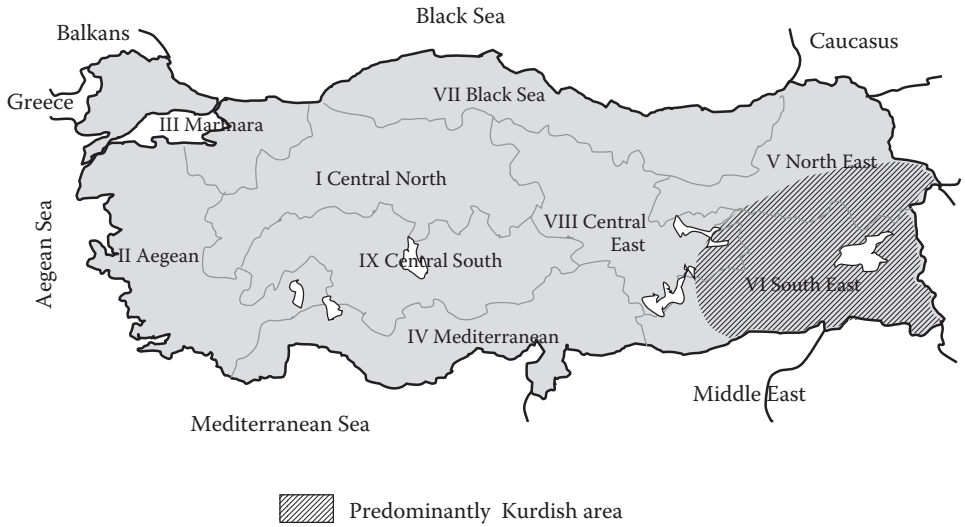 Black Sea
Balkans
Caucasus
Greece
VII Black Sea
III Marmara
V North East
I Central North
VIII Central
East
Aegean Sea
II Aegean
IX Central South
VI South East
IV Mediterranean
Middle East
Mediterranean Sea
Predominantly Kurdish area